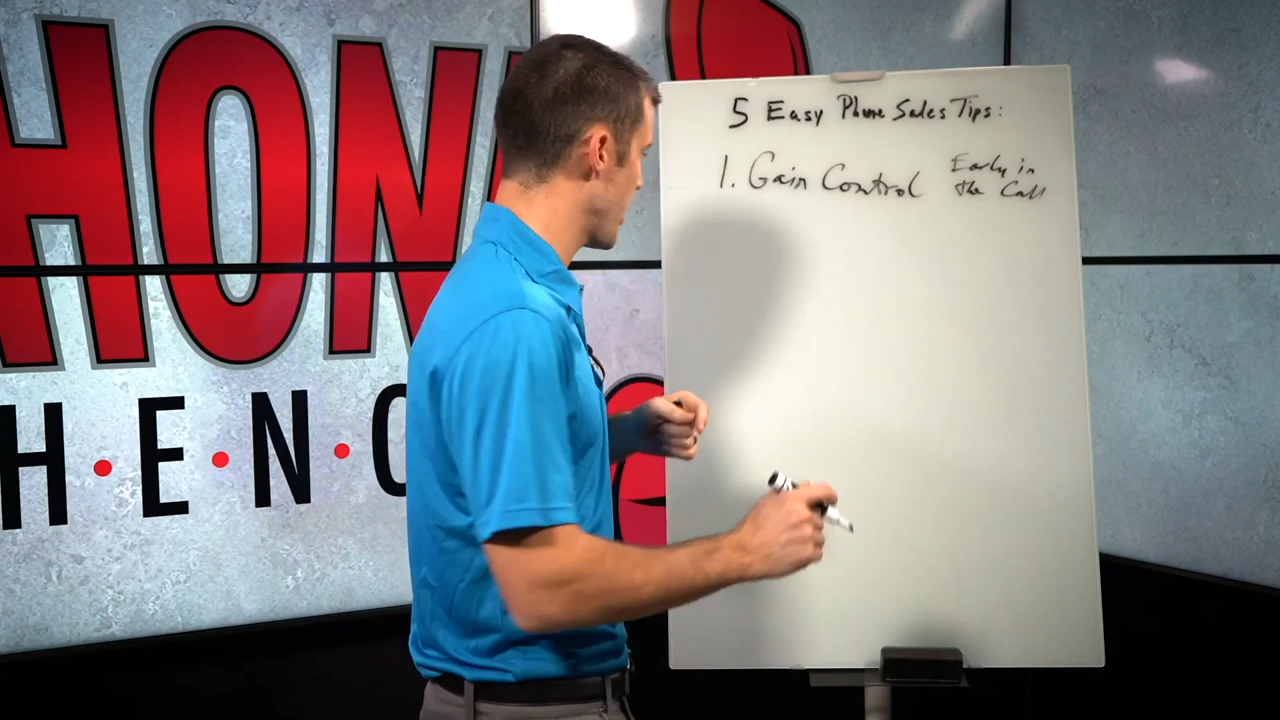 HON
H•E•N•C
5 Easy Phone Sales Tips:
1. Gain Control Early in
the Call